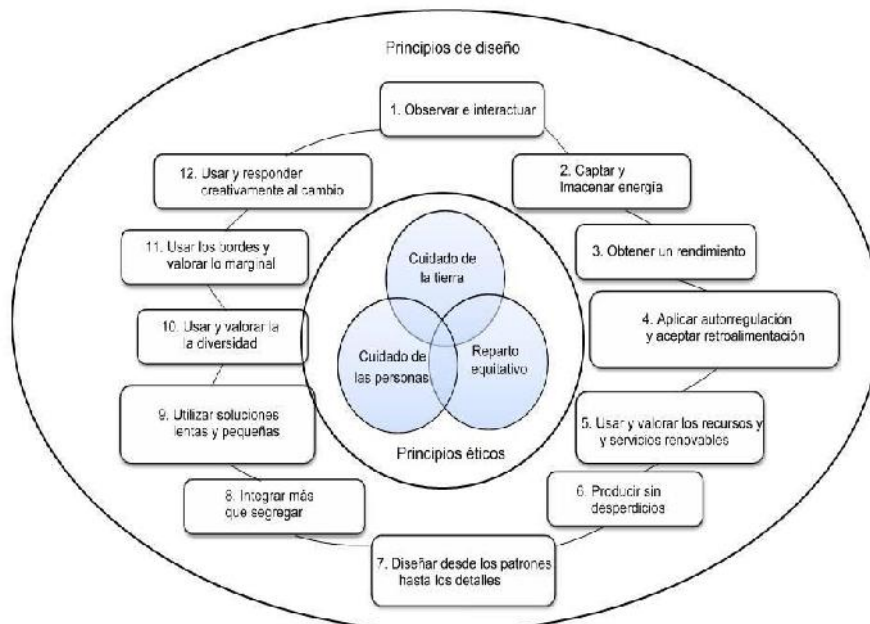 Principios de diseño
1. Observar e interactuar
2. Captar y
lmacenar energía
3. Obtener un rendimiento
4. Aplicar autorregulación
y aceptar retroalimentación
5. Usar y valorar los recursos y
y servicios renovables
6. Producir sin
desperdicios
7. Diseñar desde los patrones
hasta los detalles
8. Integrar más
que segregar
9. Utilizar soluciones
lentas y pequeñas
10. Usar y valorar la
la diversidad
11. Usar los bordes y
valorar lo marginal
12. Usar y responder
creativamente al cambio
Cuidado de
la tierra
Cuidado de
las personas
Reparto
equitativo
Principios éticos